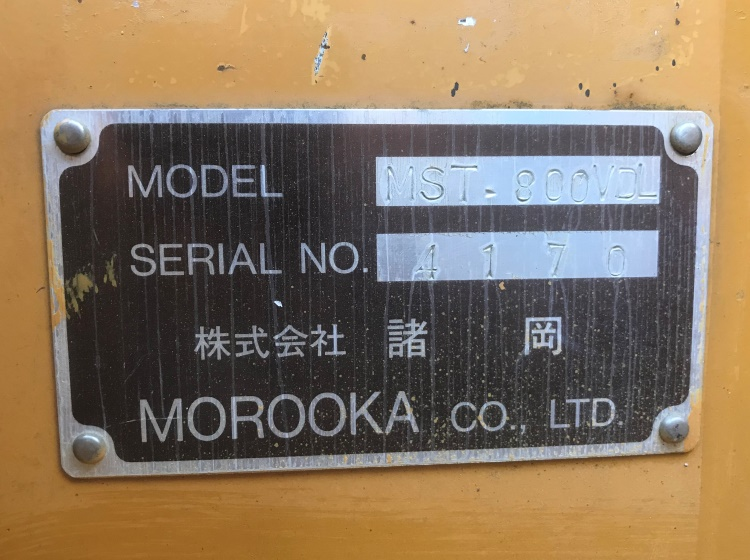 MODEL MST-800VDL
SERIAL NO. 4170
株式会社 諸岡
MOROOKA CO., LTD.